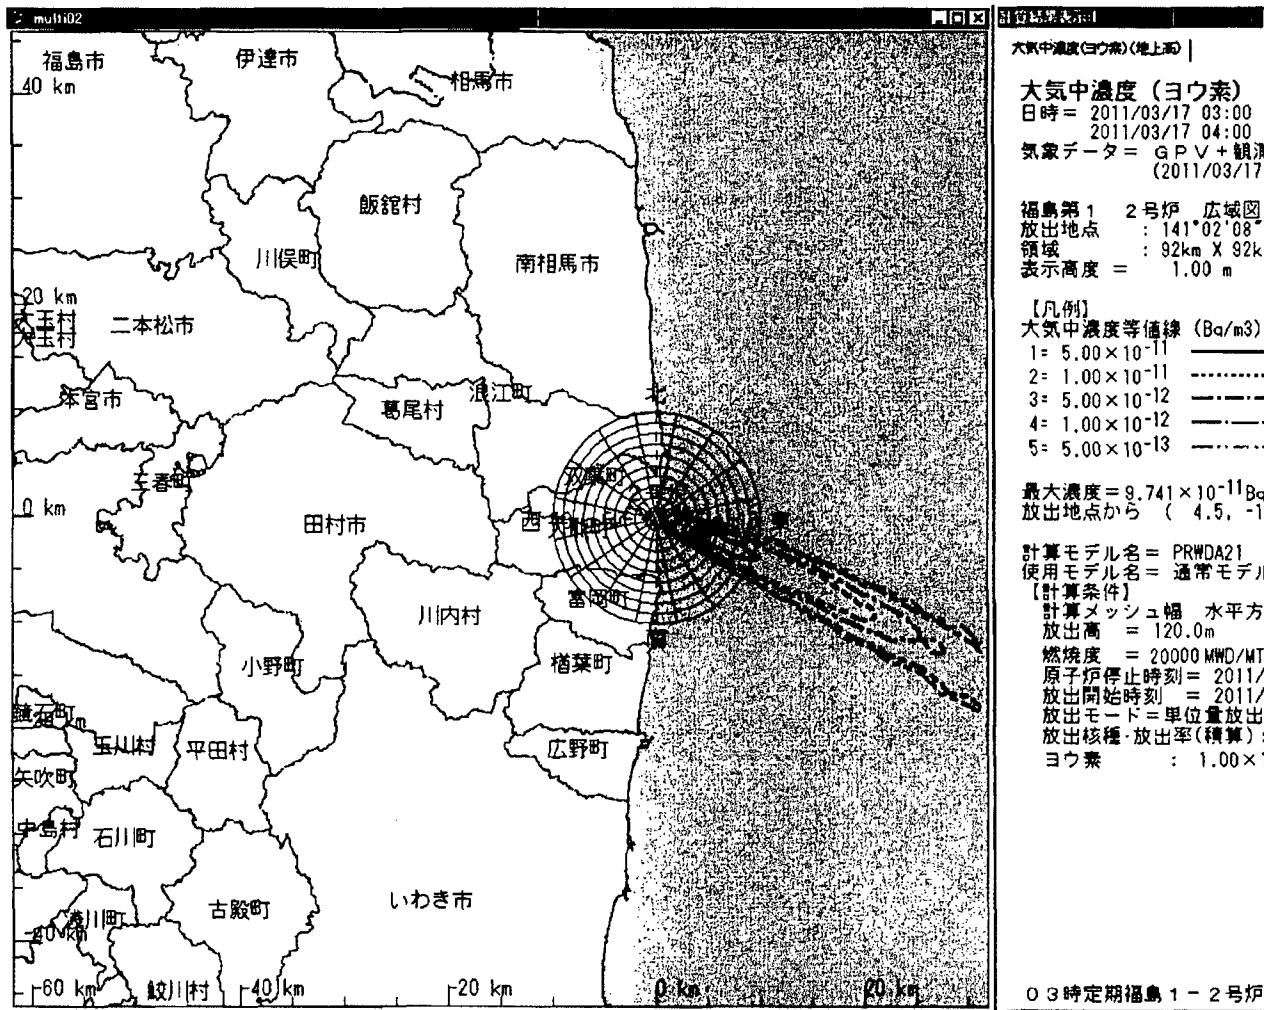 multi02
福島市
伊達市
相馬市
40 km
飯舘村
川俣町
南相馬市
20 km
大玉村
大玉村
二本松市
本宮市
葛尾村
浪江町
北
三春町
双葉町
0 km
田村市
西
東
川内村
富岡町
南
小野町
楢葉町
鏡石町
玉川村
平田村
広野町
矢吹町
中島村
石川町
いわき市
古殿町
浅川町
-40 km
鮫川村
-60 km
-40 km
-20 km
0 km
20 km
計算結果表示1
大気中濃度(ヨウ素)(地上高)
大気中濃度(ヨウ素)
日時= 2011/03/17 03:00
2011/03/17 04:00
気象データ= GPV+観測
(2011/03/17
福島第1 2号炉 広域図
放出地点 : 141°02'08"
領域 : 92km X 92k
表示高度 = 1.00 m
【凡例】
大気中濃度等値線 (Bq/m3)
1= 5.00×10-11
2= 1.00×10-11
3= 5.00×10-12
4= 1.00×10-12
5= 5.00×10-13
最大濃度=9.741×10-11Bq
放出地点から ( 4.5, -1
計算モデル名= PRWDA21
使用モデル名= 通常モデル
【計算条件】
計算メッシュ幅 水平方
放出高 = 120.0m
燃焼度 = 20000MWD/MT
原子炉停止時刻= 2011/
放出開始時刻 = 2011/
放出モード=単位量放出
放出核種・放出率(積算)
ヨウ素 : 1.00×
03時定期福島1-2号炉